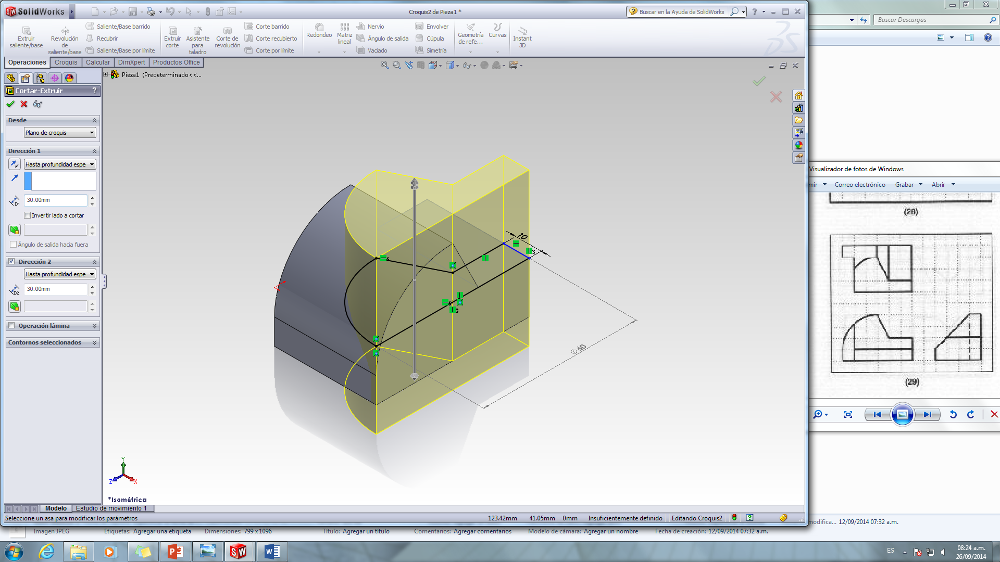 SolidWorks
Croquis2 de Pieza1 *
Buscar en la Ayuda de SolidWorks
Buscar Descargas
Extruir saliente/base
Revolución de saliente/base
Saliente/Base barrido
Recubrir
Saliente/Base por límite
Extruir corte
Asistente para taladro
Corte de revolución
Corte barrido
Corte recubierto
Corte por límite
Redondeo
Matriz lineal
Nervio
Ángulo de salida
Vaciado
Envolver
Cúpula
Simetría
Geometría de refe...
Curvas
Instant 3D
Operaciones
Croquis
Calcular
DimXpert
Productos Office
Pieza1 (Predeterminado<<...
Cortar-Extruir
?
Desde
Plano de croquis
Dirección 1
Hasta profundidad espe
D1
30.00mm
Invertir lado a cortar
Ángulo de salida hacia fuera
Dirección 2
Hasta profundidad espe
D2
30.00mm
Operación lámina
Contornos seleccionados
10
Φ60
Y
Z
X
*Isométrica
Modelo
Estudio de movimiento 1
Seleccione un asa para modificar los parámetros
123.42mm
41.05mm
0mm
Insuficientemente definido
Editando Croquis2
Visualizador de fotos de Windows
mir
Correo electrónico
Grabar
Abrir
(28)
(29)
modifica... 12/09/2014 07:32 a.m.
Imagen JPEG
Etiquetas: Agregar una etiqueta
Dimensiones: 799 x 1096
Título: Agregar un título
Comentarios: Agregar comentarios
Modelo de cámara: Agregar un nombre
Fecha de creación: 12/09/2014 07:32 a.m.
ES
08:24 a.m.
26/09/2014